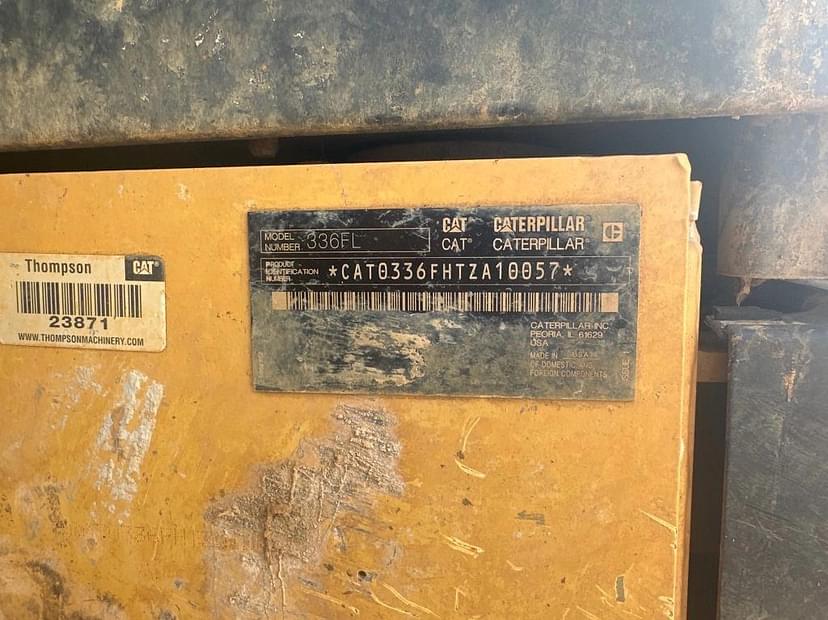 Thompson CAT
23871
WWW.THOMPSONMACHINERY.COM
MODEL NUMBER 336FL
CAT CATERPILLAR
CAT® CATERPILLAR®
PRODUCT IDENTIFICATION NUMBER *CAT0336FHTZA10057*
CATERPILLAR INC.
PEORIA, IL 61629
USA
MADE IN USA
OF DOMESTIC AND
FOREIGN COMPONENTS
ISSUE